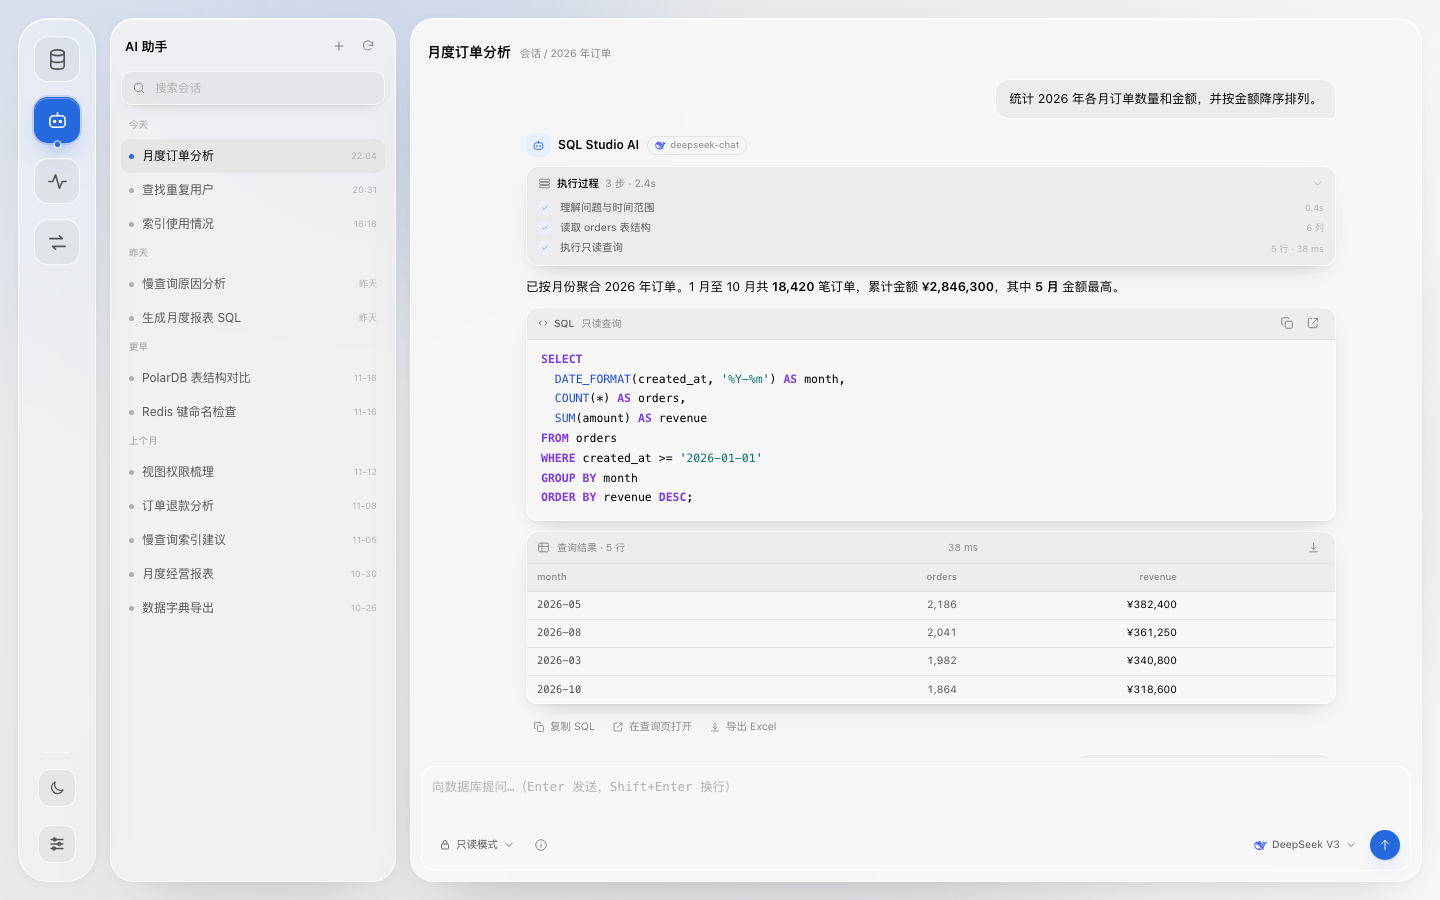 AI 助手
搜索会话
今天
月度订单分析 22:04
查找重复用户 20:31
索引使用情况 16:18
昨天
慢查询原因分析 昨天
生成月度报表 SQL 昨天
更早
PolarDB 表结构对比 11-18
Redis 键命名检查 11-16
上个月
视图权限梳理 11-12
订单退款分析 11-08
慢查询索引建议 11-05
月度经营报表 10-30
数据字典导出 10-26
月度订单分析 会话 / 2026 年订单
统计 2026 年各月订单数量和金额，并按金额降序排列。
SQL Studio AI deepseek-chat
执行过程 3 步 · 2.4s
理解问题与时间范围 0.4s
读取 orders 表结构 6 列
执行只读查询 5 行 · 38 ms
已按月份聚合 2026 年订单。1 月至 10 月共 18,420 笔订单，累计金额 ¥2,846,300，其中 5 月 金额最高。
SQL 只读查询
SELECT
DATE_FORMAT(created_at, '%Y-%m') AS month,
COUNT(*) AS orders,
SUM(amount) AS revenue
FROM orders
WHERE created_at >= '2026-01-01'
GROUP BY month
ORDER BY revenue DESC;
查询结果 · 5 行 38 ms
month orders revenue
2026-05 2,186 ¥382,400
2026-08 2,041 ¥361,250
2026-03 1,982 ¥340,800
2026-10 1,864 ¥318,600
复制 SQL 在查询页打开 导出 Excel
向数据库提问…（Enter 发送，Shift+Enter 换行）
只读模式 DeepSeek V3